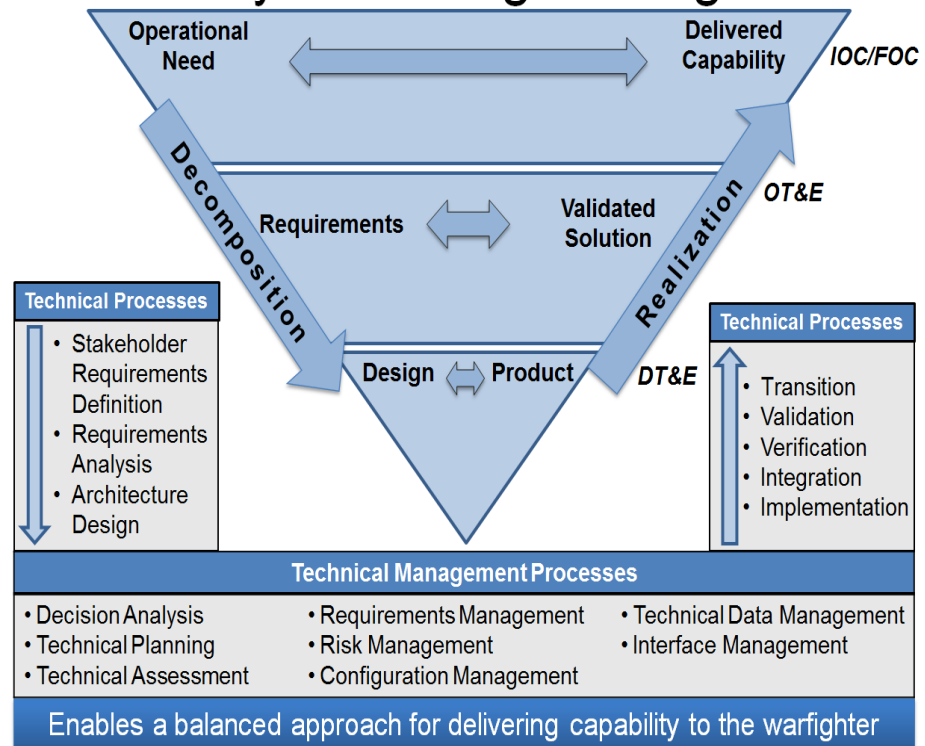 Operational
Need
Delivered
Capability
IOC/FOC
Decomposition
Realization
OT&E
Requirements
Validated
Solution
Design
Product
DT&E
Technical Processes
• Stakeholder
Requirements
Definition
• Requirements
Analysis
• Architecture
Design
Technical Processes
• Transition
• Validation
• Verification
• Integration
• Implementation
Technical Management Processes
• Decision Analysis
• Technical Planning
• Technical Assessment
• Requirements Management
• Risk Management
• Configuration Management
• Technical Data Management
• Interface Management
Enables a balanced approach for delivering capability to the warfighter